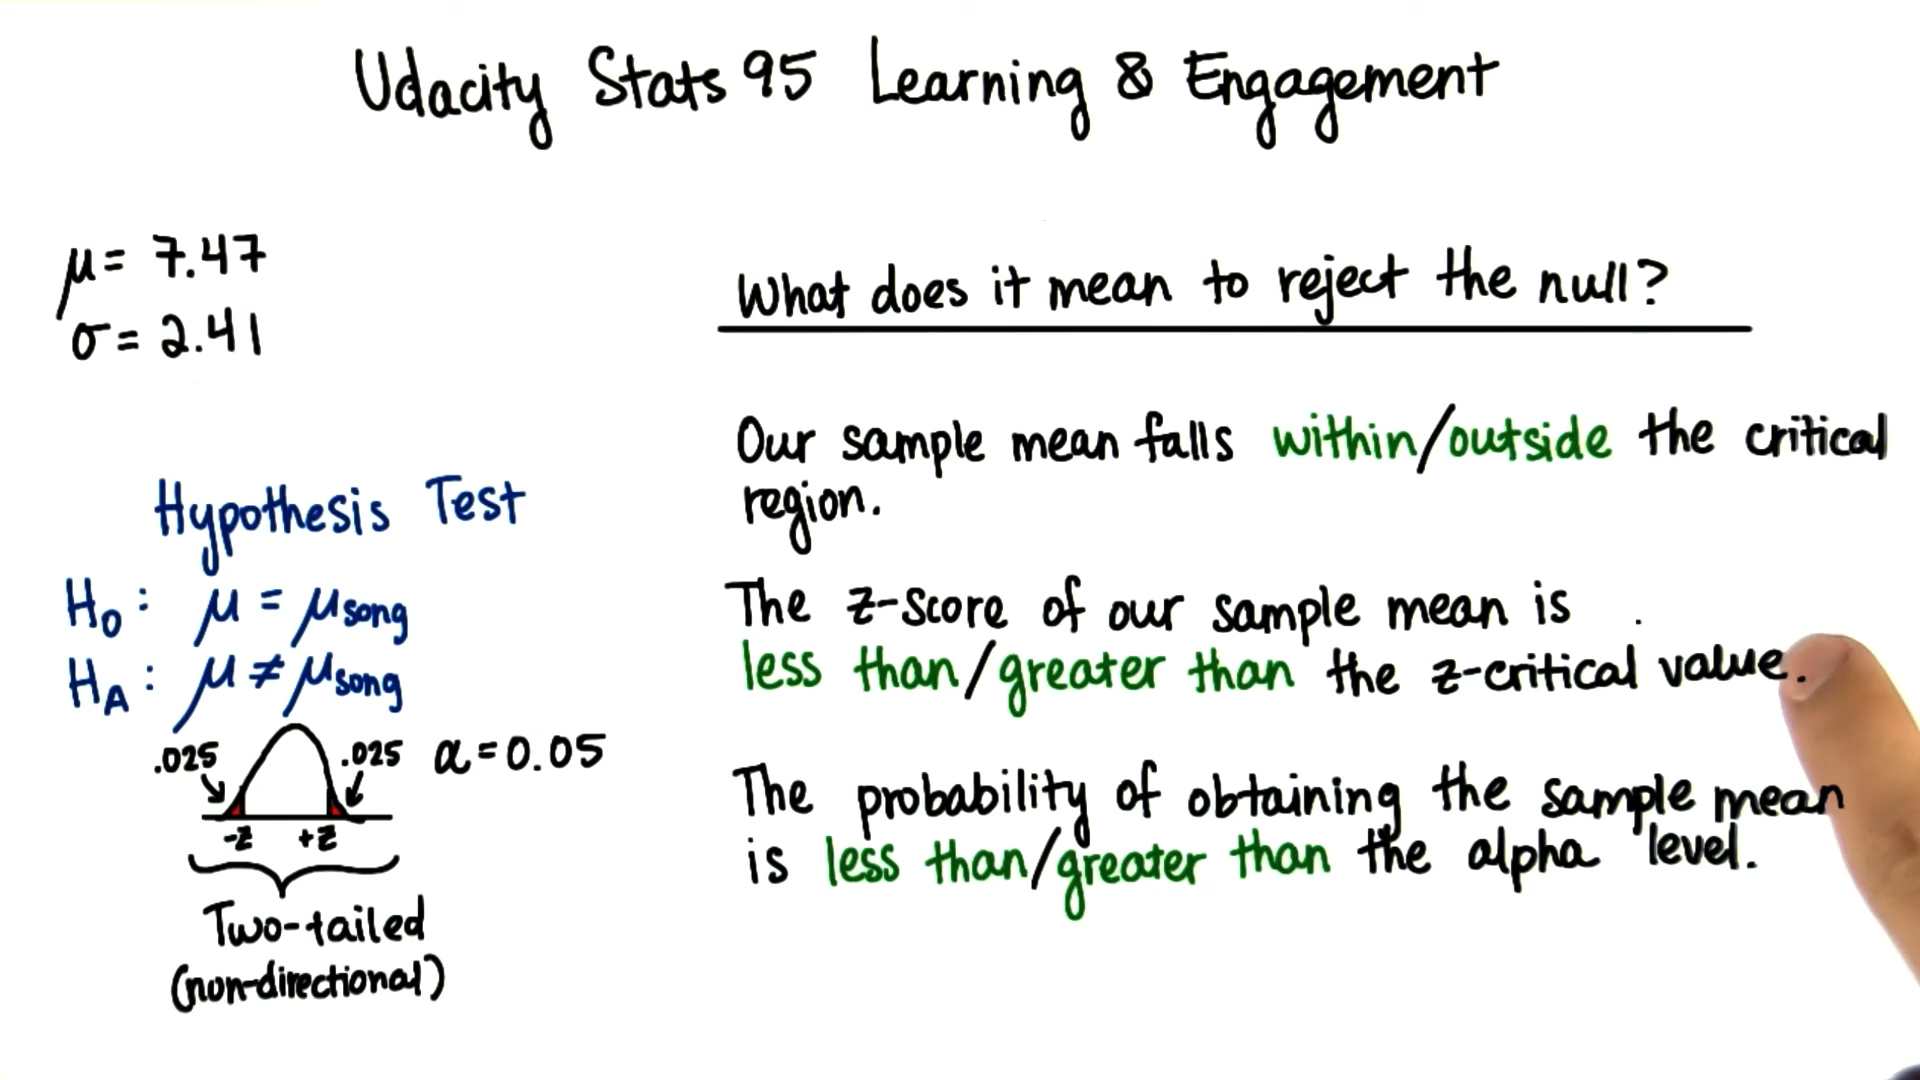 Udacity Stats 95 Learning & Engagement
μ = 7.47
σ = 2.41
Hypothesis Test
H₀: μ = μsong
HA: μ ≠ μsong
.025 .025 α = 0.05
-z +z
Two-tailed
(non-directional)
What does it mean to reject the null?
Our sample mean falls within/outside the critical
region.
The z-score of our sample mean is
less than/greater than the z-critical value.
The probability of obtaining the sample mean
is less than/greater than the alpha level.